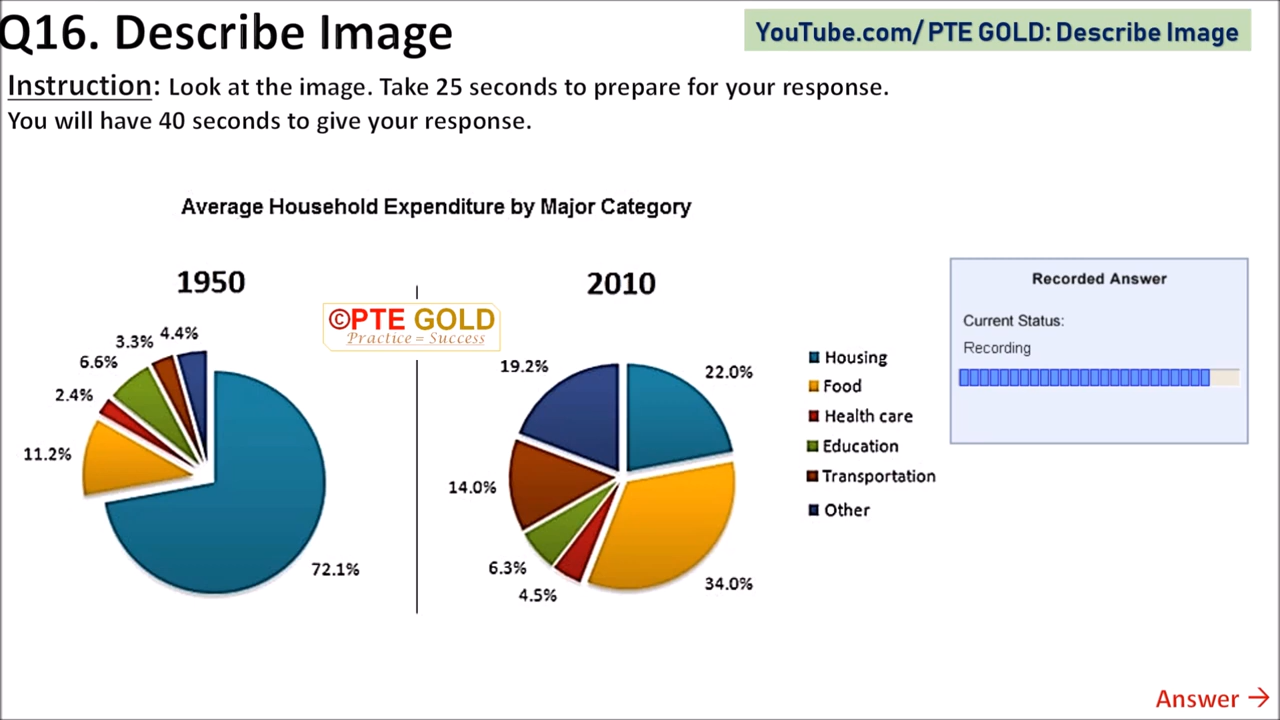 Q16. Describe Image
YouTube.com/ PTE GOLD: Describe Image
Instruction: Look at the image. Take 25 seconds to prepare for your response.
You will have 40 seconds to give your response.
Average Household Expenditure by Major Category
1950
2010
©PTE GOLD
Practice = Success
3.3%
4.4%
6.6%
2.4%
11.2%
72.1%
19.2%
22.0%
14.0%
6.3%
4.5%
34.0%
Housing
Food
Health care
Education
Transportation
Other
Recorded Answer
Current Status:
Recording
Answer →